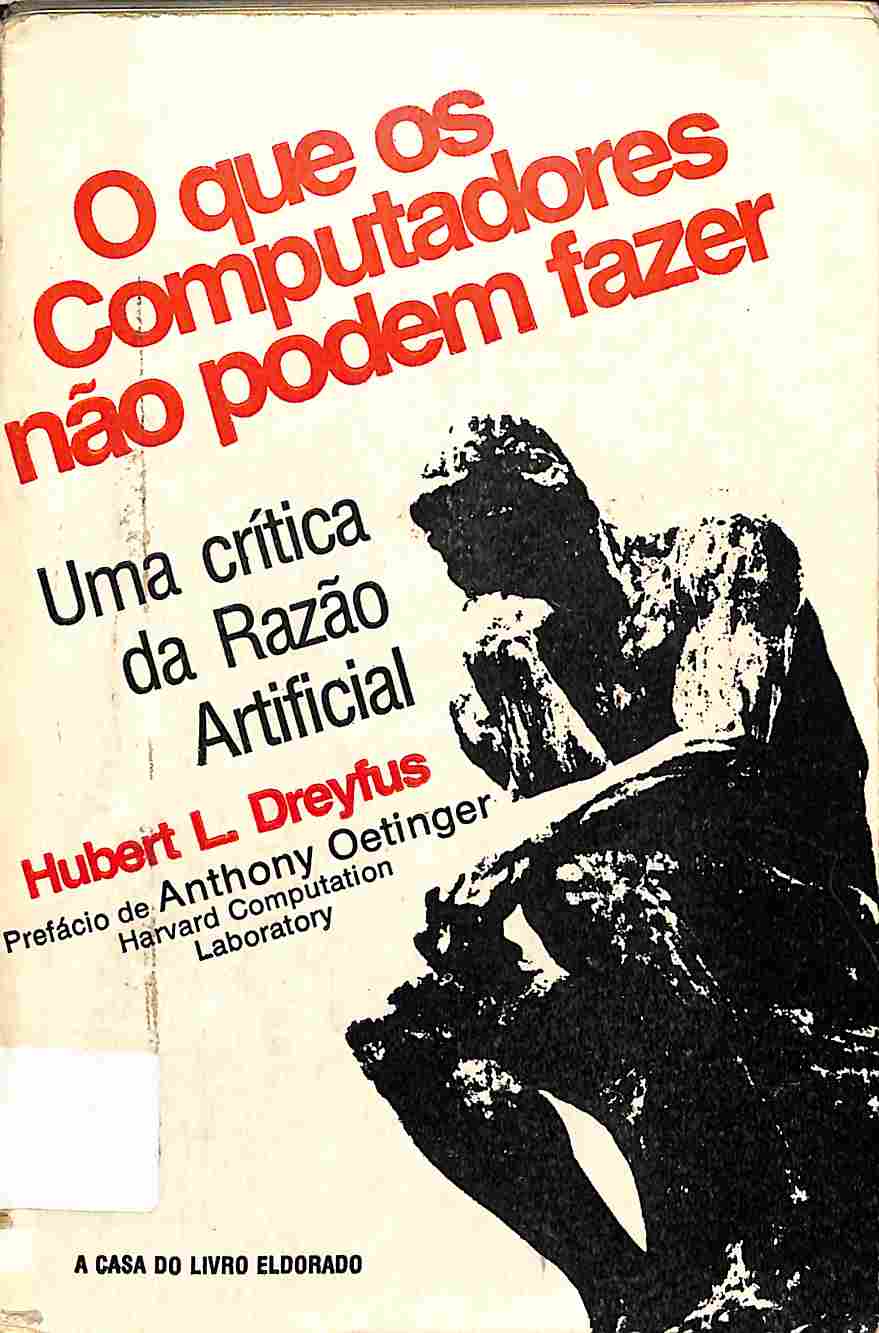 O que os
Computadores
não podem fazer
Uma crítica
da Razão
Artificial
Hubert L. Dreyfus
Prefácio de Anthony Oetinger
Harvard Computation
Laboratory
A CASA DO LIVRO ELDORADO